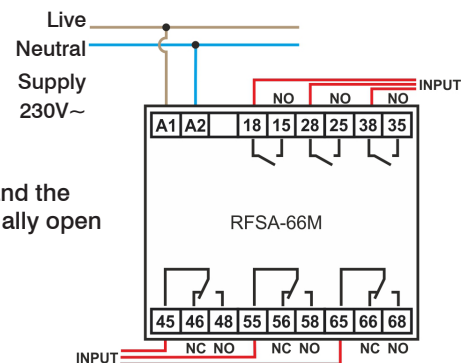 Live
Neutral
Supply
230V~
INPUT
NO NO NO
A1 A2 18 15 28 25 38 35
nd the
ally open
RFSA-66M
45 46 48 55 56 58 65 66 68
NC NO NC NO NC NO
INPUT